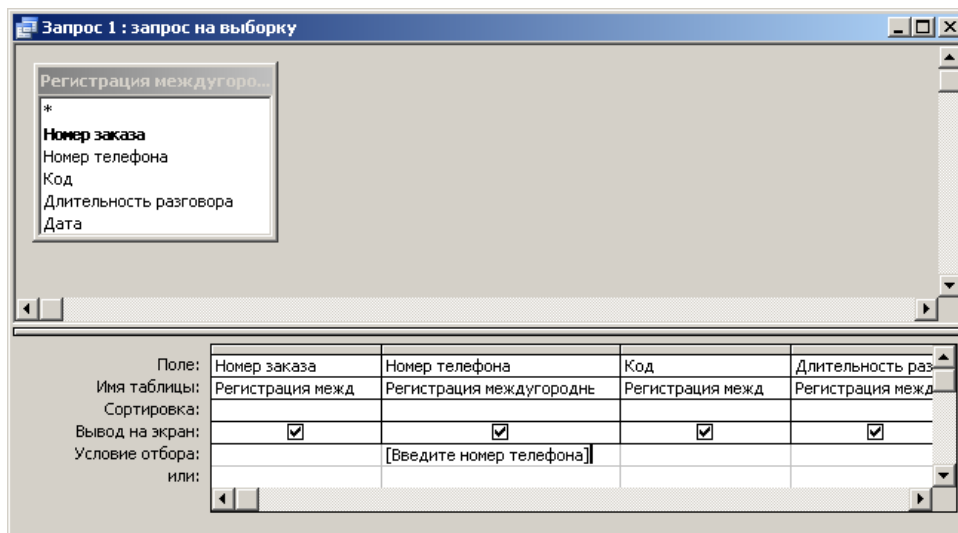 Запрос 1 : запрос на выборку
Регистрация междугоро...
*
Номер заказа
Номер телефона
Код
Длительность разговора
Дата
Поле: Номер заказа Номер телефона Код Длительность раз
Имя таблицы: Регистрация межд Регистрация междугородн Регистрация межд Регистрация межд
Сортировка:
Вывод на экран:
Условие отбора: [Введите номер телефона]
или: